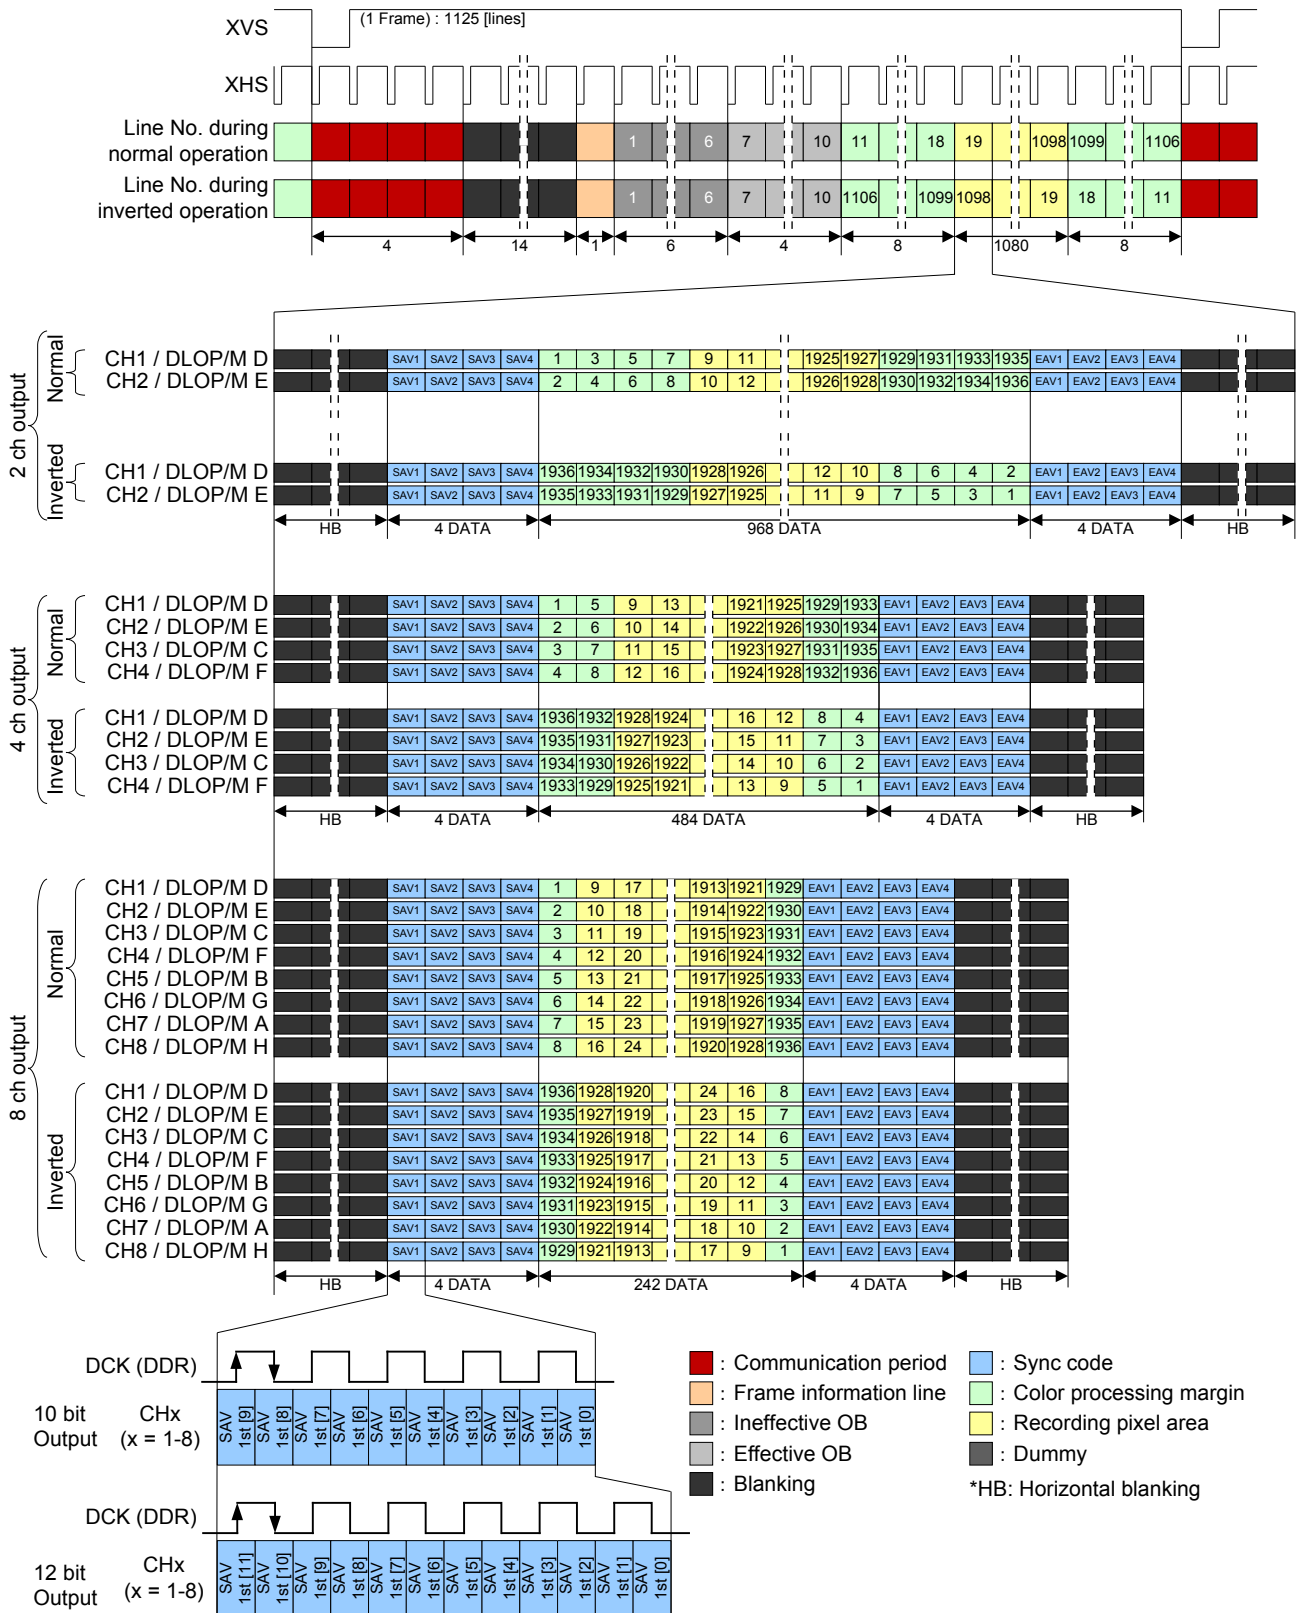 XVS (1 Frame) : 1125 [lines]
XHS
Line No. during normal operation 1 6 7 10 11 18 19 1098 1099 1106
Line No. during inverted operation 1 6 7 10 1106 1099 1098 19 18 11
4 14 1 6 4 8 1080 8
2 ch output
Normal
CH1 / DLOP/M D SAV1 SAV2 SAV3 SAV4 1 3 5 7 9 11 1925 1927 1929 1931 1933 1935 EAV1 EAV2 EAV3 EAV4
CH2 / DLOP/M E SAV1 SAV2 SAV3 SAV4 2 4 6 8 10 12 1926 1928 1930 1932 1934 1936 EAV1 EAV2 EAV3 EAV4
Inverted
CH1 / DLOP/M D SAV1 SAV2 SAV3 SAV4 1936 1934 1932 1930 1928 1926 12 10 8 6 4 2 EAV1 EAV2 EAV3 EAV4
CH2 / DLOP/M E SAV1 SAV2 SAV3 SAV4 1935 1933 1931 1929 1927 1925 11 9 7 5 3 1 EAV1 EAV2 EAV3 EAV4
HB 4 DATA 968 DATA 4 DATA HB
4 ch output
Normal
CH1 / DLOP/M D SAV1 SAV2 SAV3 SAV4 1 5 9 13 1921 1925 1929 1933 EAV1 EAV2 EAV3 EAV4
CH2 / DLOP/M E SAV1 SAV2 SAV3 SAV4 2 6 10 14 1922 1926 1930 1934 EAV1 EAV2 EAV3 EAV4
CH3 / DLOP/M C SAV1 SAV2 SAV3 SAV4 3 7 11 15 1923 1927 1931 1935 EAV1 EAV2 EAV3 EAV4
CH4 / DLOP/M F SAV1 SAV2 SAV3 SAV4 4 8 12 16 1924 1928 1932 1936 EAV1 EAV2 EAV3 EAV4
Inverted
CH1 / DLOP/M D SAV1 SAV2 SAV3 SAV4 1936 1932 1928 1924 16 12 8 4 EAV1 EAV2 EAV3 EAV4
CH2 / DLOP/M E SAV1 SAV2 SAV3 SAV4 1935 1931 1927 1923 15 11 7 3 EAV1 EAV2 EAV3 EAV4
CH3 / DLOP/M C SAV1 SAV2 SAV3 SAV4 1934 1930 1926 1922 14 10 6 2 EAV1 EAV2 EAV3 EAV4
CH4 / DLOP/M F SAV1 SAV2 SAV3 SAV4 1933 1929 1925 1921 13 9 5 1 EAV1 EAV2 EAV3 EAV4
HB 4 DATA 484 DATA 4 DATA HB
8 ch output
Normal
CH1 / DLOP/M D SAV1 SAV2 SAV3 SAV4 1 9 17 1913 1921 1929 EAV1 EAV2 EAV3 EAV4
CH2 / DLOP/M E SAV1 SAV2 SAV3 SAV4 2 10 18 1914 1922 1930 EAV1 EAV2 EAV3 EAV4
CH3 / DLOP/M C SAV1 SAV2 SAV3 SAV4 3 11 19 1915 1923 1931 EAV1 EAV2 EAV3 EAV4
CH4 / DLOP/M F SAV1 SAV2 SAV3 SAV4 4 12 20 1916 1924 1932 EAV1 EAV2 EAV3 EAV4
CH5 / DLOP/M B SAV1 SAV2 SAV3 SAV4 5 13 21 1917 1925 1933 EAV1 EAV2 EAV3 EAV4
CH6 / DLOP/M G SAV1 SAV2 SAV3 SAV4 6 14 22 1918 1926 1934 EAV1 EAV2 EAV3 EAV4
CH7 / DLOP/M A SAV1 SAV2 SAV3 SAV4 7 15 23 1919 1927 1935 EAV1 EAV2 EAV3 EAV4
CH8 / DLOP/M H SAV1 SAV2 SAV3 SAV4 8 16 24 1920 1928 1936 EAV1 EAV2 EAV3 EAV4
Inverted
CH1 / DLOP/M D SAV1 SAV2 SAV3 SAV4 1936 1928 1920 24 16 8 EAV1 EAV2 EAV3 EAV4
CH2 / DLOP/M E SAV1 SAV2 SAV3 SAV4 1935 1927 1919 23 15 7 EAV1 EAV2 EAV3 EAV4
CH3 / DLOP/M C SAV1 SAV2 SAV3 SAV4 1934 1926 1918 22 14 6 EAV1 EAV2 EAV3 EAV4
CH4 / DLOP/M F SAV1 SAV2 SAV3 SAV4 1933 1925 1917 21 13 5 EAV1 EAV2 EAV3 EAV4
CH5 / DLOP/M B SAV1 SAV2 SAV3 SAV4 1932 1924 1916 20 12 4 EAV1 EAV2 EAV3 EAV4
CH6 / DLOP/M G SAV1 SAV2 SAV3 SAV4 1931 1923 1915 19 11 3 EAV1 EAV2 EAV3 EAV4
CH7 / DLOP/M A SAV1 SAV2 SAV3 SAV4 1930 1922 1914 18 10 2 EAV1 EAV2 EAV3 EAV4
CH8 / DLOP/M H SAV1 SAV2 SAV3 SAV4 1929 1921 1913 17 9 1 EAV1 EAV2 EAV3 EAV4
HB 4 DATA 242 DATA 4 DATA HB
DCK (DDR)
10 bit Output CHx (x = 1-8) SAV 1st [9] SAV 1st [8] SAV 1st [7] SAV 1st [6] SAV 1st [5] SAV 1st [4] SAV 1st [3] SAV 1st [2] SAV 1st [1] SAV 1st [0]
DCK (DDR)
12 bit Output CHx (x = 1-8) SAV 1st [11] SAV 1st [10] SAV 1st [9] SAV 1st [8] SAV 1st [7] SAV 1st [6] SAV 1st [5] SAV 1st [4] SAV 1st [3] SAV 1st [2] SAV 1st [1] SAV 1st [0]
: Communication period
: Frame information line
: Ineffective OB
: Effective OB
: Blanking
: Sync code
: Color processing margin
: Recording pixel area
: Dummy
*HB: Horizontal blanking